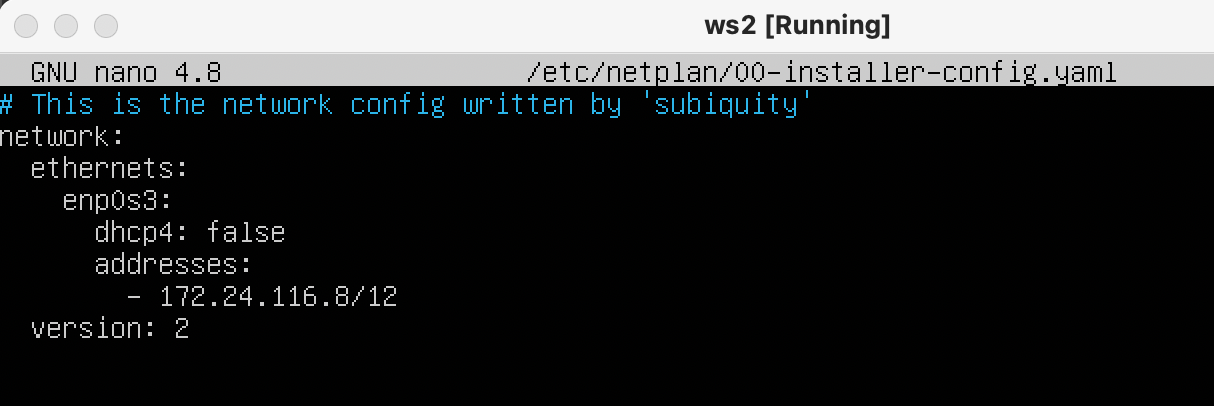 ws2 [Running]
GNU nano 4.8 /etc/netplan/00-installer-config.yaml
# This is the network config written by 'subiquity'
network:
  ethernets:
    enp0s3:
      dhcp4: false
      addresses:
        - 172.24.116.8/12
  version: 2